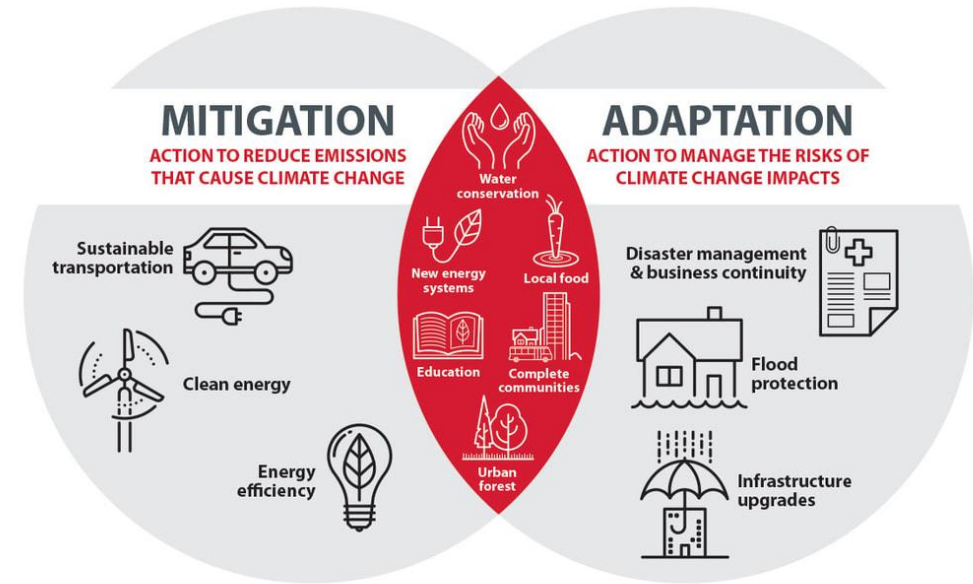 MITIGATION
ACTION TO REDUCE EMISSIONS
THAT CAUSE CLIMATE CHANGE
Sustainable
transportation
Clean energy
Energy
efficiency
Water
conservation
New energy
systems
Local food
Education
Complete
communities
Urban
forest
ADAPTATION
ACTION TO MANAGE THE RISKS OF
CLIMATE CHANGE IMPACTS
Disaster management
& business continuity
Flood
protection
Infrastructure
upgrades